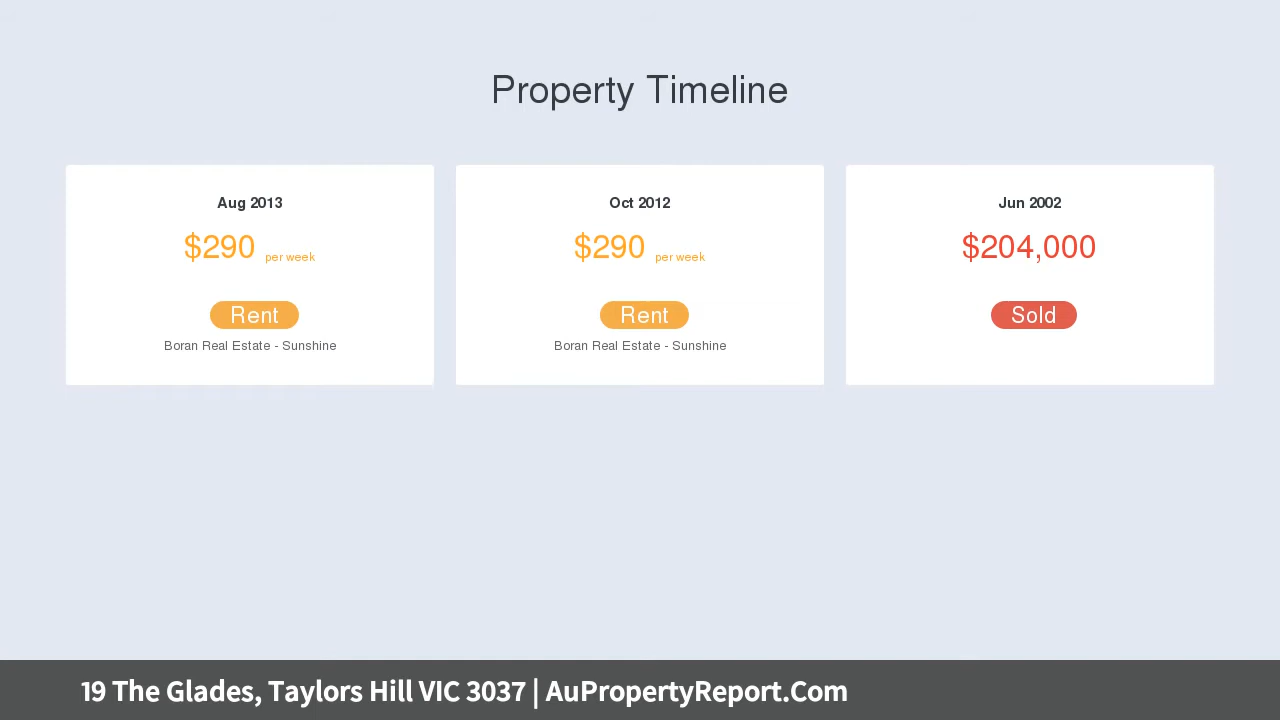 Property Timeline
Aug 2013
$290 per week
Rent
Boran Real Estate - Sunshine
Oct 2012
$290 per week
Rent
Boran Real Estate - Sunshine
Jun 2002
$204,000
Sold
19 The Glades, Taylors Hill VIC 3037 | AuPropertyReport.Com